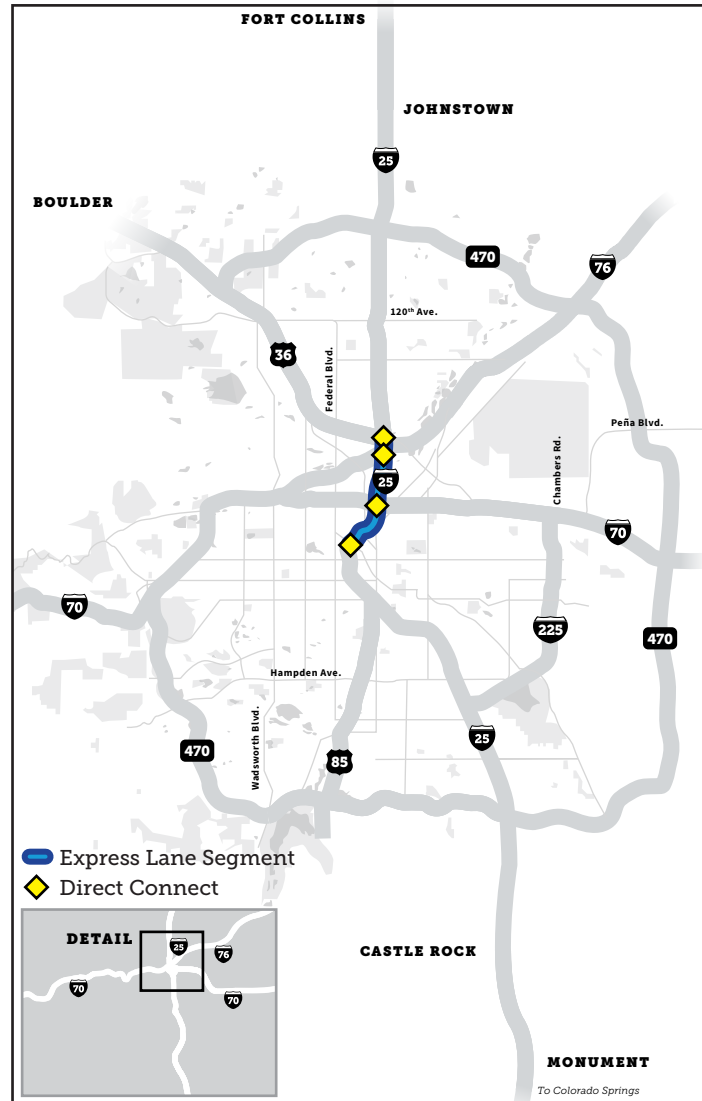 FORT COLLINS
JOHNSTOWN
25
BOULDER
470
76
120th Ave.
36
Federal Blvd.
Peña Blvd.
Chambers Rd.
25
70
70
225
470
Hampden Ave.
Wadsworth Blvd.
25
470
85
Express Lane Segment
Direct Connect
DETAIL
25
76
70
70
CASTLE ROCK
MONUMENT
To Colorado Springs